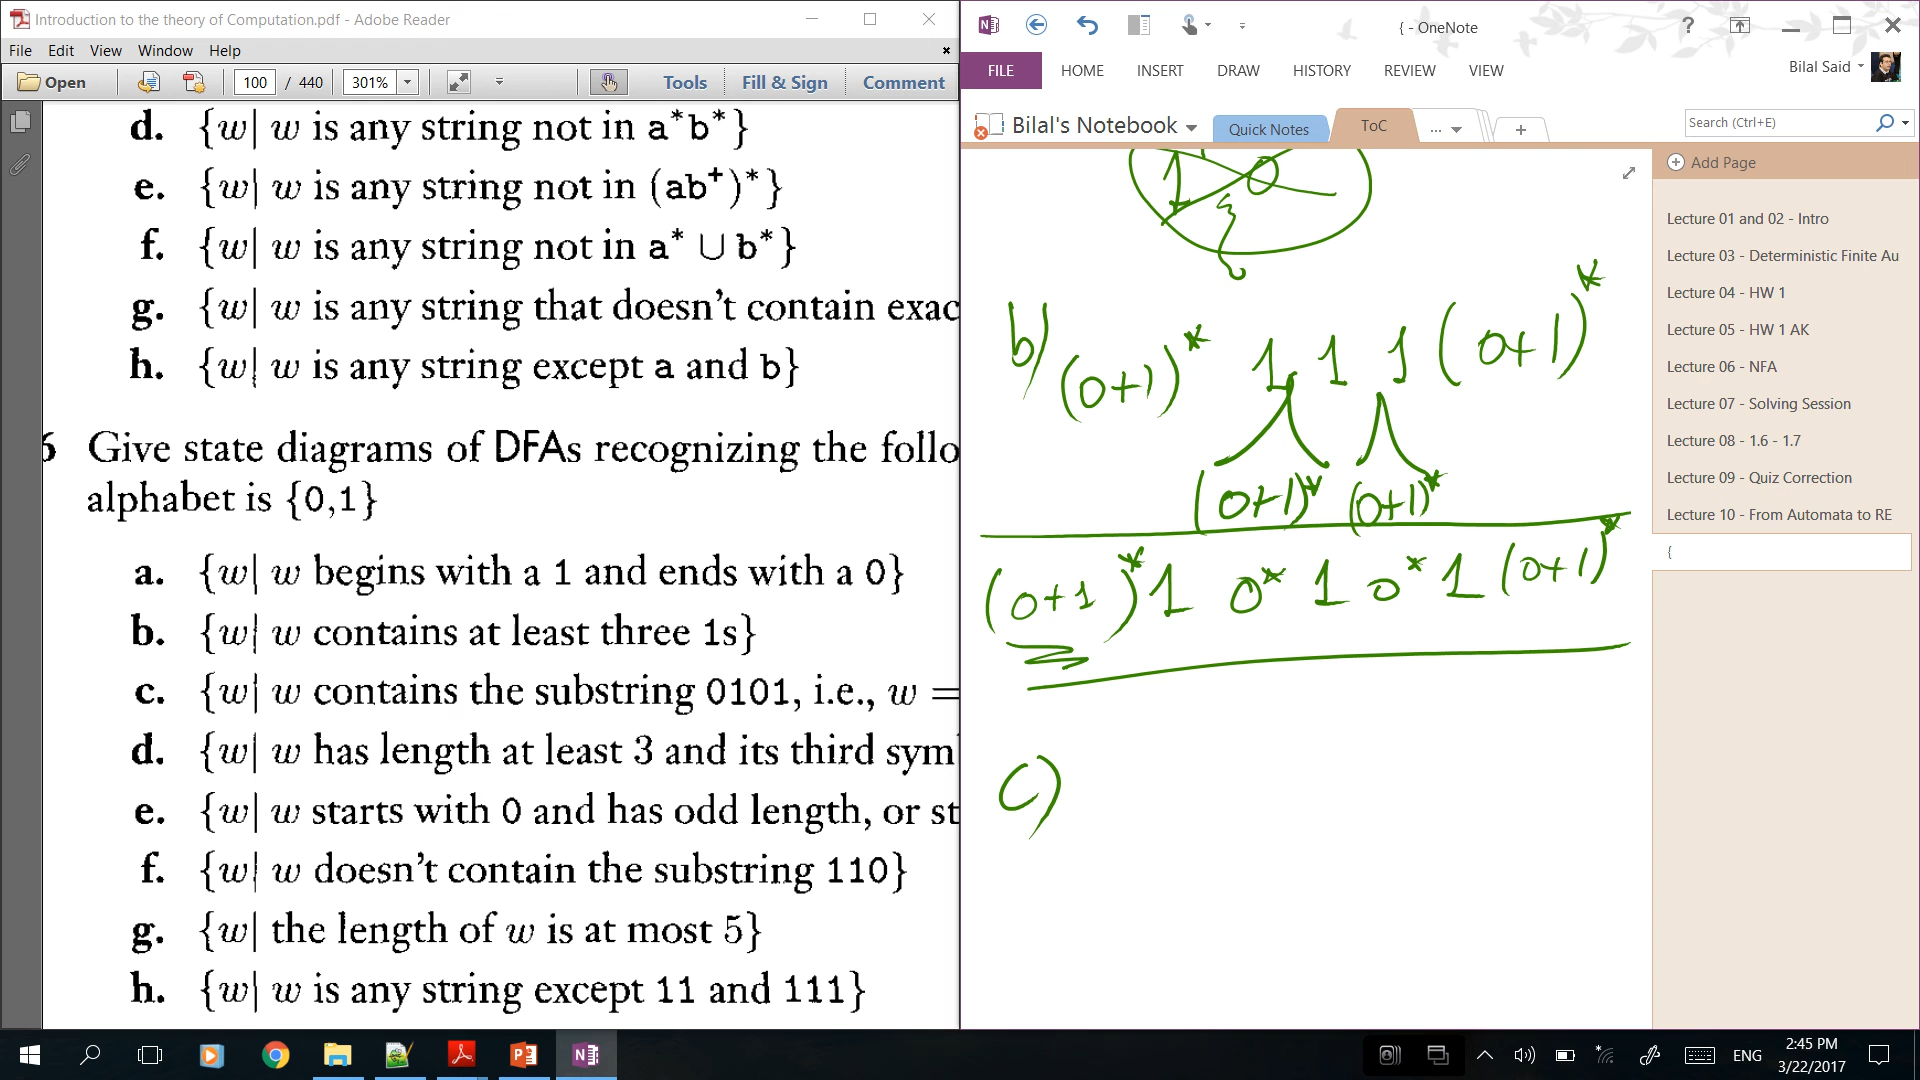 Introduction to the theory of Computation.pdf - Adobe Reader
File Edit View Window Help
Open 100 / 440 301% Tools Fill & Sign Comment
d. {w| w is any string not in a*b*}
e. {w| w is any string not in (ab+)*}
f. {w| w is any string not in a* ∪ b*}
g. {w| w is any string that doesn't contain exac
h. {w| w is any string except a and b}
6 Give state diagrams of DFAs recognizing the follo
alphabet is {0,1}
a. {w| w begins with a 1 and ends with a 0}
b. {w| w contains at least three 1s}
c. {w| w contains the substring 0101, i.e., w =
d. {w| w has length at least 3 and its third sym
e. {w| w starts with 0 and has odd length, or st
f. {w| w doesn't contain the substring 110}
g. {w| the length of w is at most 5}
h. {w| w is any string except 11 and 111}
{ - OneNote
FILE HOME INSERT DRAW HISTORY REVIEW VIEW
Bilal Said
Bilal's Notebook Quick Notes ToC ... +
Search (Ctrl+E)
1 0
b) (0+1)* 1 1 1 (0+1)*
(0+1)* (0+1)*
(0+1)* 1 0* 1 0* 1 (0+1)*
c)
Add Page
Lecture 01 and 02 - Intro
Lecture 03 - Deterministic Finite Au
Lecture 04 - HW 1
Lecture 05 - HW 1 AK
Lecture 06 - NFA
Lecture 07 - Solving Session
Lecture 08 - 1.6 - 1.7
Lecture 09 - Quiz Correction
Lecture 10 - From Automata to RE
{
ENG
2:45 PM
3/22/2017